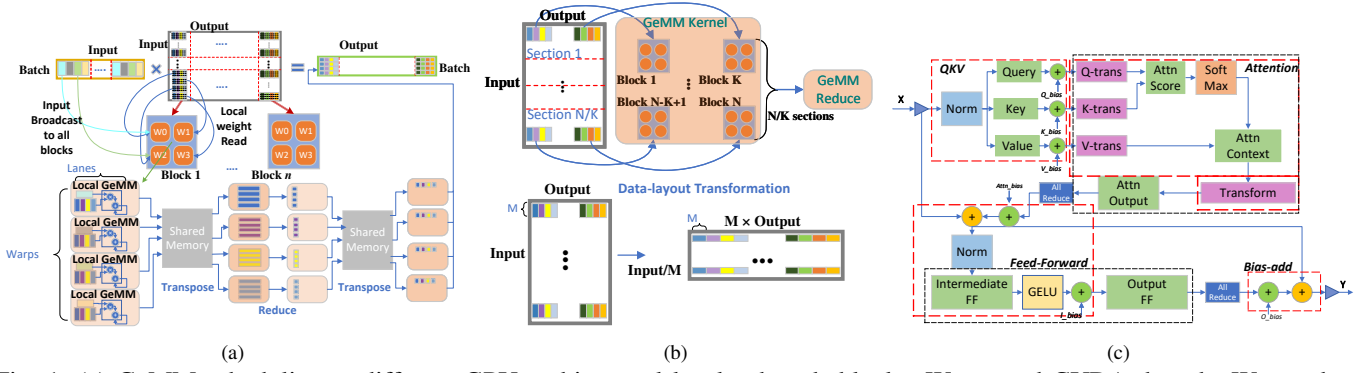 Output
Input
Input
....
Output
Batch
×
....
=
....
Batch
Input
Broadcast
to all
blocks
Local
weight
Read
W0 W1
W2 W3
Block 1
....
W0 W1
W2 W3
Block n
Lanes
Local GeMM
Local GeMM
Local GeMM
Local GeMM
Warps
Shared
Memory
Transpose
Reduce
Shared
Memory
Transpose
(a)
Output
GeMM Kernel
Section 1
Input
Section N/K
Block 1
Block K
Block N-K+1
Block N
N/K sections
GeMM
Reduce
Data-layout Transformation
Output
M
Input
M × Output
M
Input/M
(b)
QKV
Attention
X
Norm
Query
Key
Value
+
Q_bias
+
K_bias
+
V_bias
Q-trans
K-trans
V-trans
Attn
Score
Soft
Max
Attn
Context
Transform
Attn
Output
All
Reduce
Attn_bias
+
+
Norm
Feed-Forward
Intermediate
FF
GELU
+
I_bias
Output
FF
All
Reduce
Bias-add
+
O_bias
+
Y
(c)